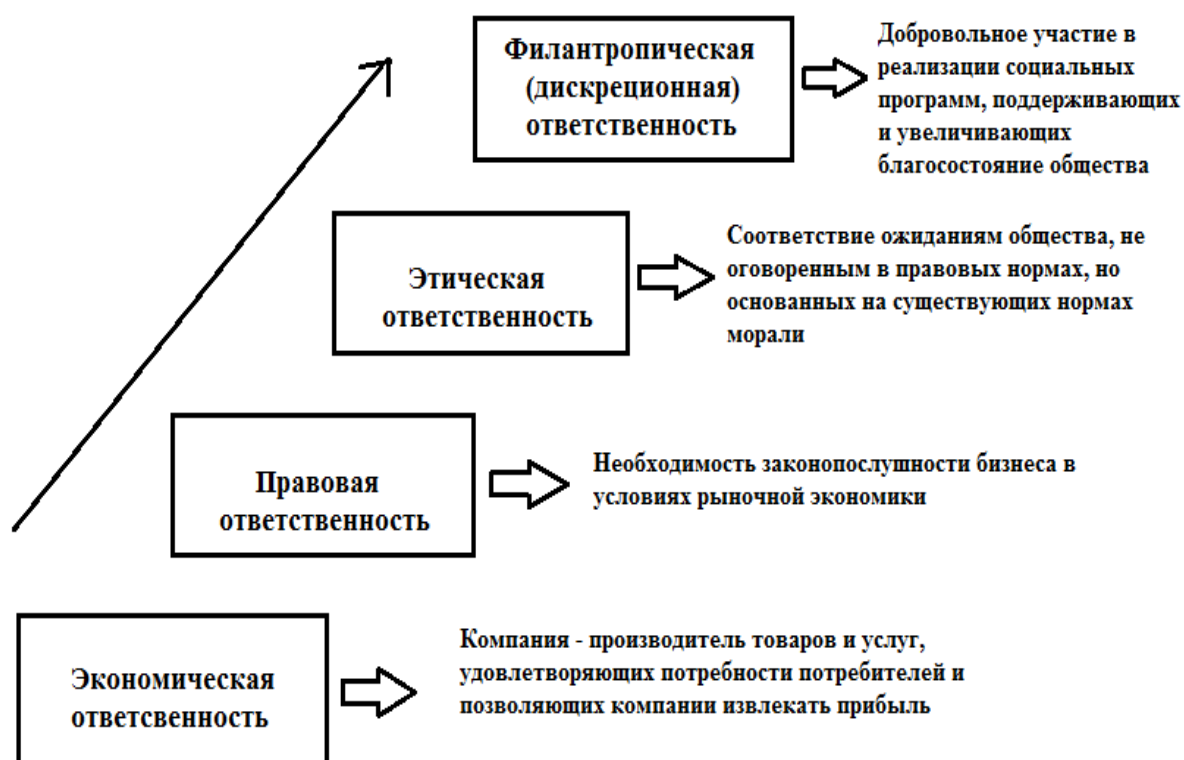 Филантропическая
(дискреционная)
ответственность
Добровольное участие в
реализации социальных
программ, поддерживающих
и увеличивающих
благосостояние общества
Этическая
ответственность
Соответствие ожиданиям общества, не
оговоренным в правовых нормах, но
основанных на существующих нормах
морали
Правовая
ответственность
Необходимость законопослушности бизнеса в
условиях рыночной экономики
Экономическая
ответсвенность
Компания - производитель товаров и услуг,
удовлетворяющих потребности потребителей и
позволяющих компании извлекать прибыль